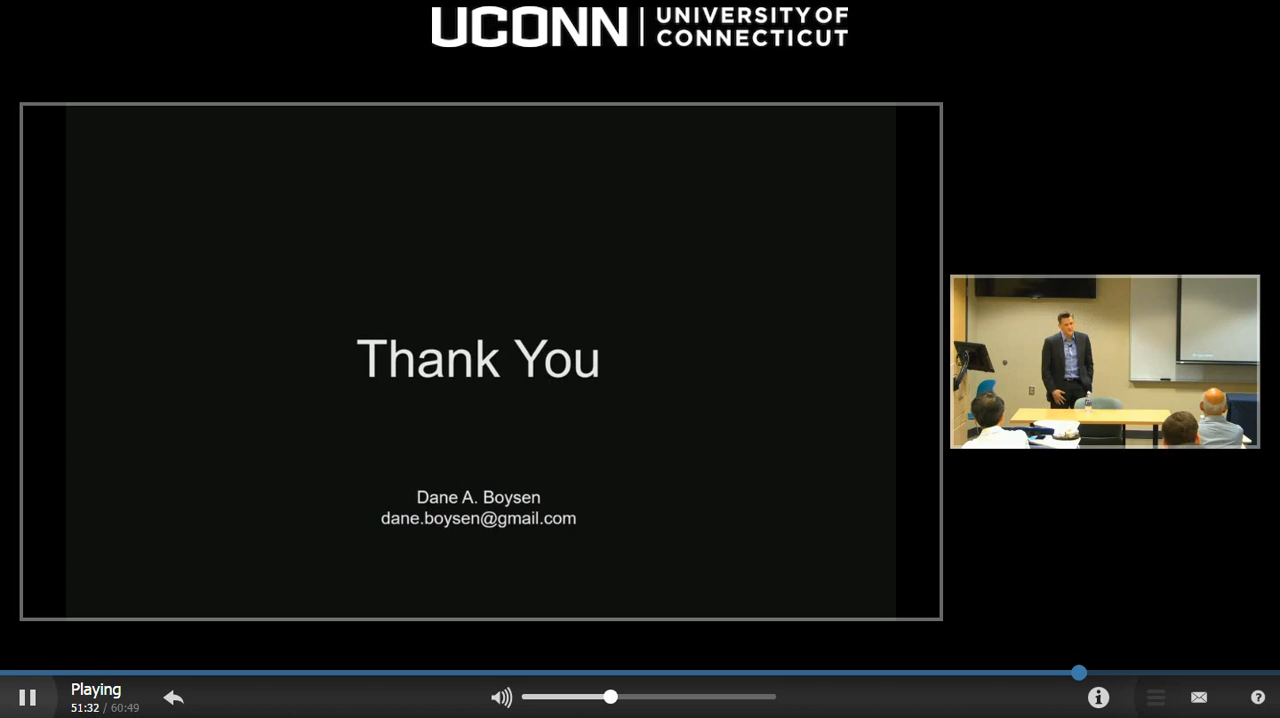 UCONN | UNIVERSITY OF
CONNECTICUT
Thank You
Dane A. Boysen
dane.boysen@gmail.com
Playing
51:32 / 60:49